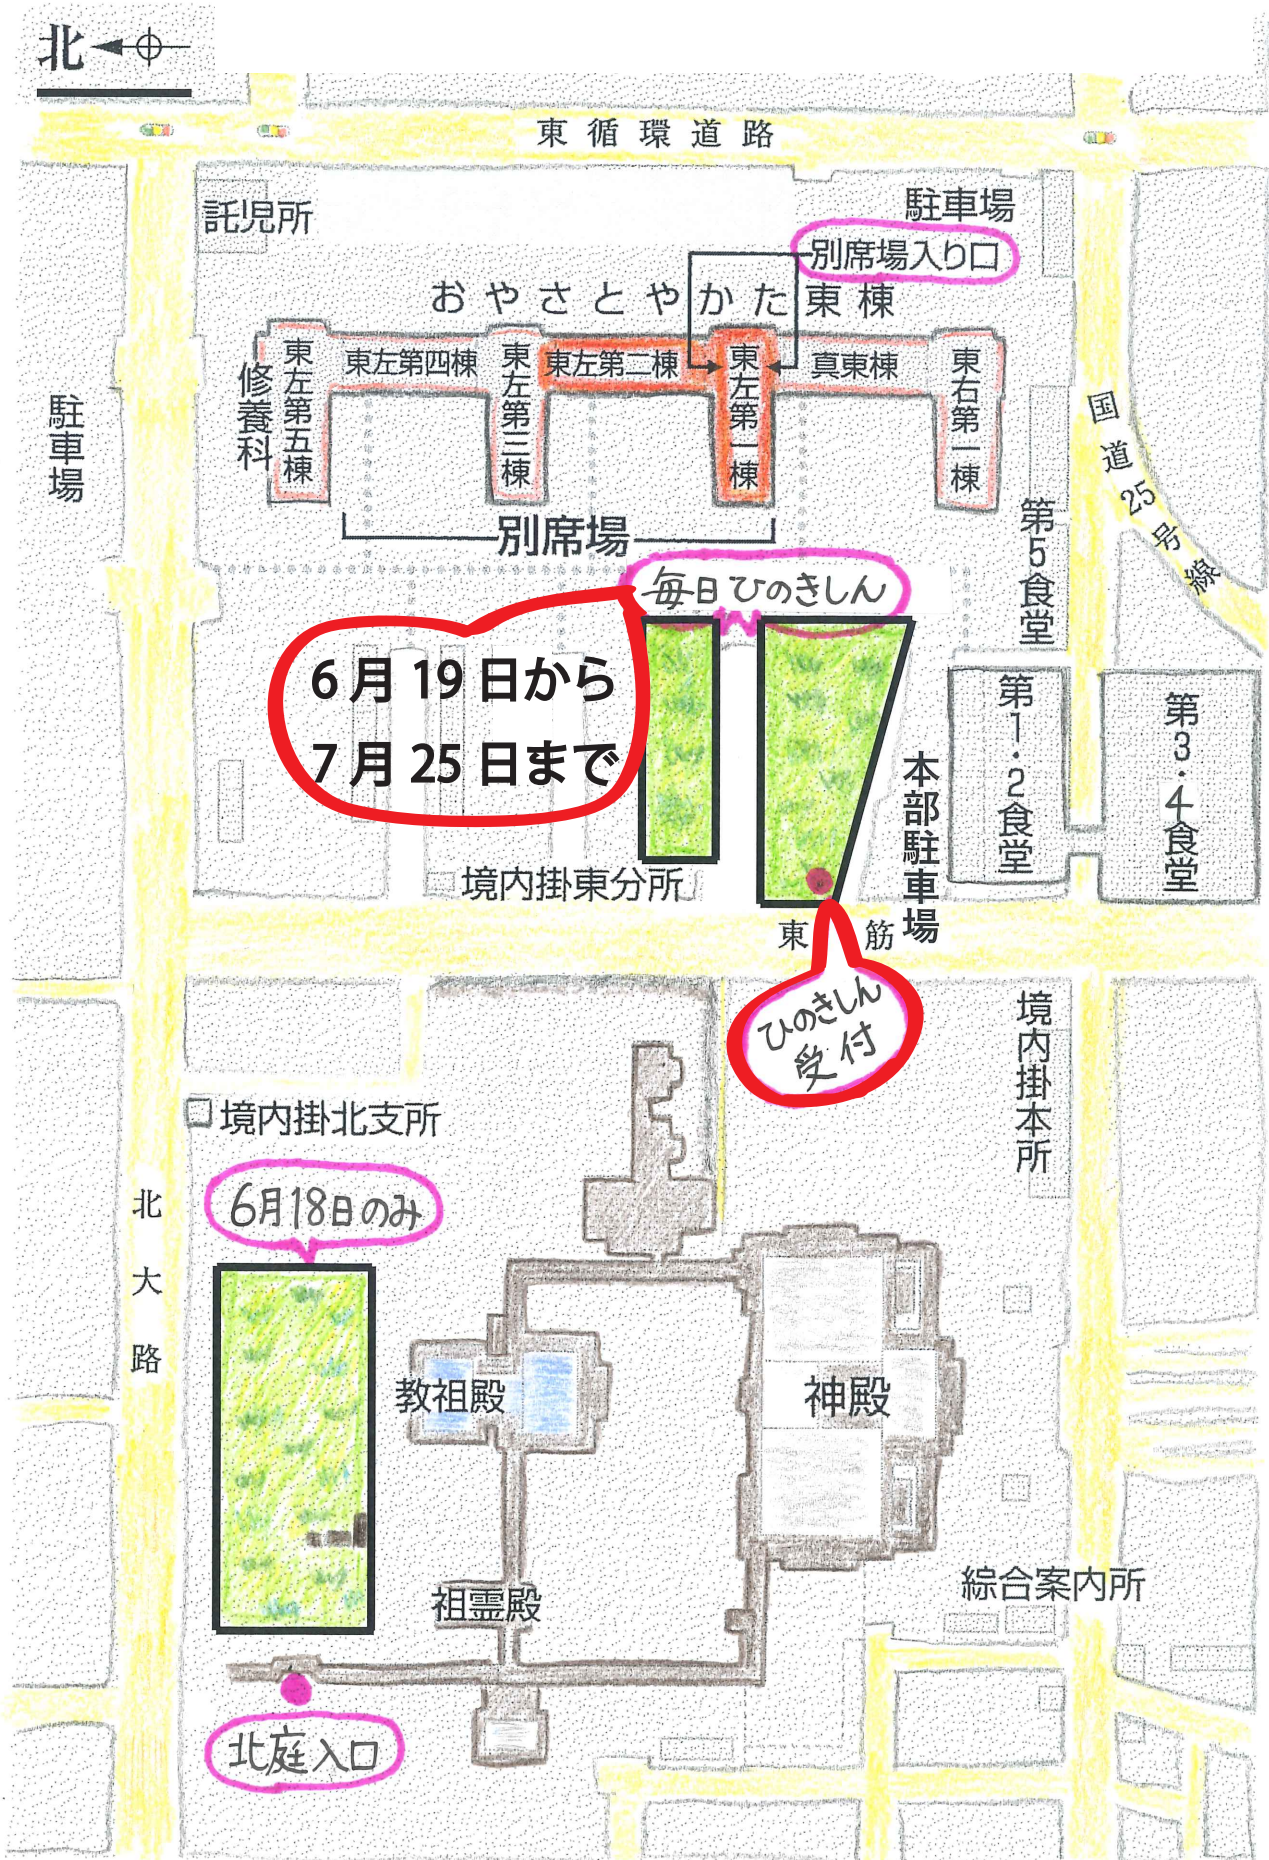 北
東循環道路
託児所
駐車場
別席場入り口
おやさとやかた東棟
修養科
東左第五棟
東左第四棟
東左第三棟
東左第二棟
東左第一棟
真東棟
東右第一棟
駐車場
国道25号線
別席場
第5食堂
毎日ひのきしん
6月19日から
7月25日まで
第1・2食堂
第3・4食堂
本部駐車場
境内掛東分所
東筋
ひのきしん
受付
境内掛本所
境内掛北支所
6月18日のみ
北大路
教祖殿
神殿
祖霊殿
綜合案内所
北庭入口